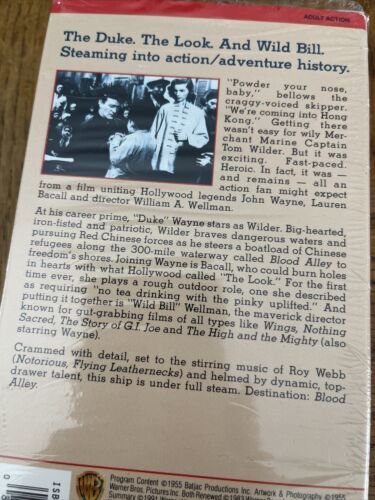 ADULT ACTION
The Duke. The Look. And Wild Bill.
Steaming into action/adventure history.
"Powder your nose,
baby," bellows the
craggy-voiced skipper.
"We're coming into Hong
Kong." Getting there
wasn't easy for wily Mer-
chant Marine Captain
Tom Wilder. But it was
exciting. Fast-paced.
Heroic. In fact, it was —
and remains — all an
action fan might expect
from a film uniting Hollywood legends John Wayne, Lauren
Bacall and director William A. Wellman.
At his career prime, "Duke" Wayne stars as Wilder. Big-hearted,
iron-fisted and patriotic, Wilder braves dangerous waters and
pursuing Red Chinese forces as he steers a boatload of Chinese
refugees along the 300-mile waterway called Blood Alley to
freedom's shores. Joining Wayne is Bacall, who could burn holes
in hearts with what Hollywood called "The Look." For the first
time ever, she plays a rough outdoor role, one she described
as requiring "no tea drinking with the pinky uplifted." And
putting it together is "Wild Bill" Wellman, the maverick director
known for gut-grabbing films of all types like Wings, Nothing
Sacred, The Story of G.I. Joe and The High and the Mighty (also
starring Wayne).
Crammed with detail, set to the stirring music of Roy Webb
(Notorious, Flying Leathernecks) and helmed by dynamic, top-
drawer talent, this ship is under full steam. Destination: Blood
Alley.
WB
Program Content ©1955 Batjac Productions Inc. Artwork & Photography ©1955
Warner Bros. Pictures Inc. Both Renewed ©1983
Summary ©1991
ISB
0
8